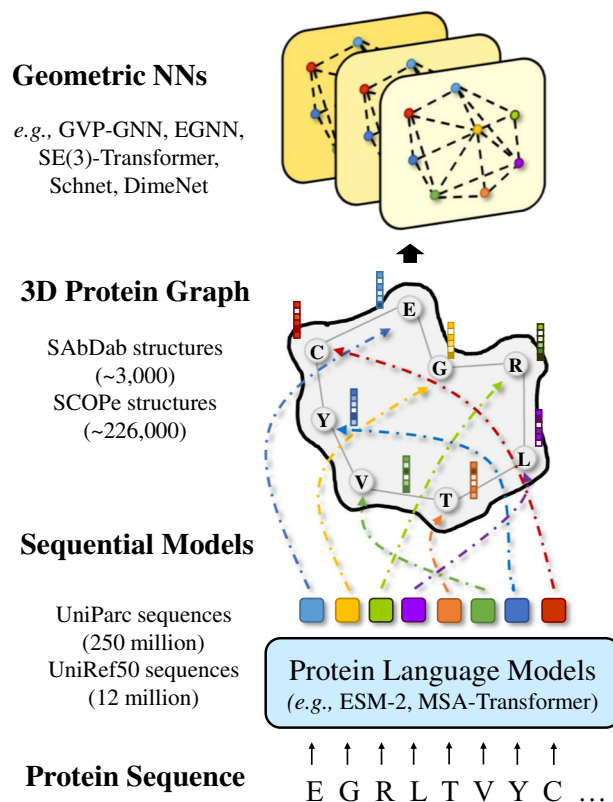 Geometric NNs
e.g., GVP-GNN, EGNN,
SE(3)-Transformer,
Schnet, DimeNet
3D Protein Graph
SAbDab structures
(~3,000)
SCOPe structures
(~226,000)
E
C
G
R
Y
V
T
L
Sequential Models
UniParc sequences
(250 million)
UniRef50 sequences
(12 million)
Protein Language Models
(e.g., ESM-2, MSA-Transformer)
Protein Sequence
E G R L T V Y C ...